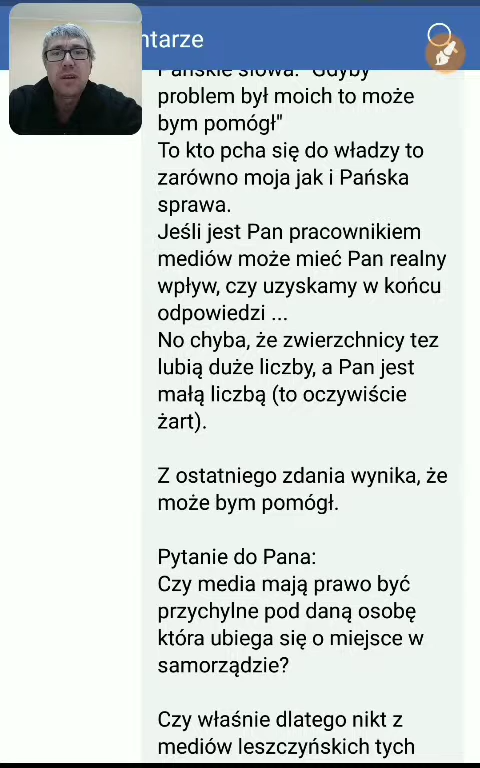 ntarze
Pańskie słowa: "Gdyby
problem był moich to może
bym pomógł"
To kto pcha się do władzy to
zarówno moja jak i Pańska
sprawa.
Jeśli jest Pan pracownikiem
mediów może mieć Pan realny
wpływ, czy uzyskamy w końcu
odpowiedzi ...
No chyba, że zwierzchnicy tez
lubią duże liczby, a Pan jest
małą liczbą (to oczywiście
żart).
Z ostatniego zdania wynika, że
może bym pomógł.
Pytanie do Pana:
Czy media mają prawo być
przychylne pod daną osobę
która ubiega się o miejsce w
samorządzie?
Czy właśnie dlatego nikt z
mediów leszczyńskich tych